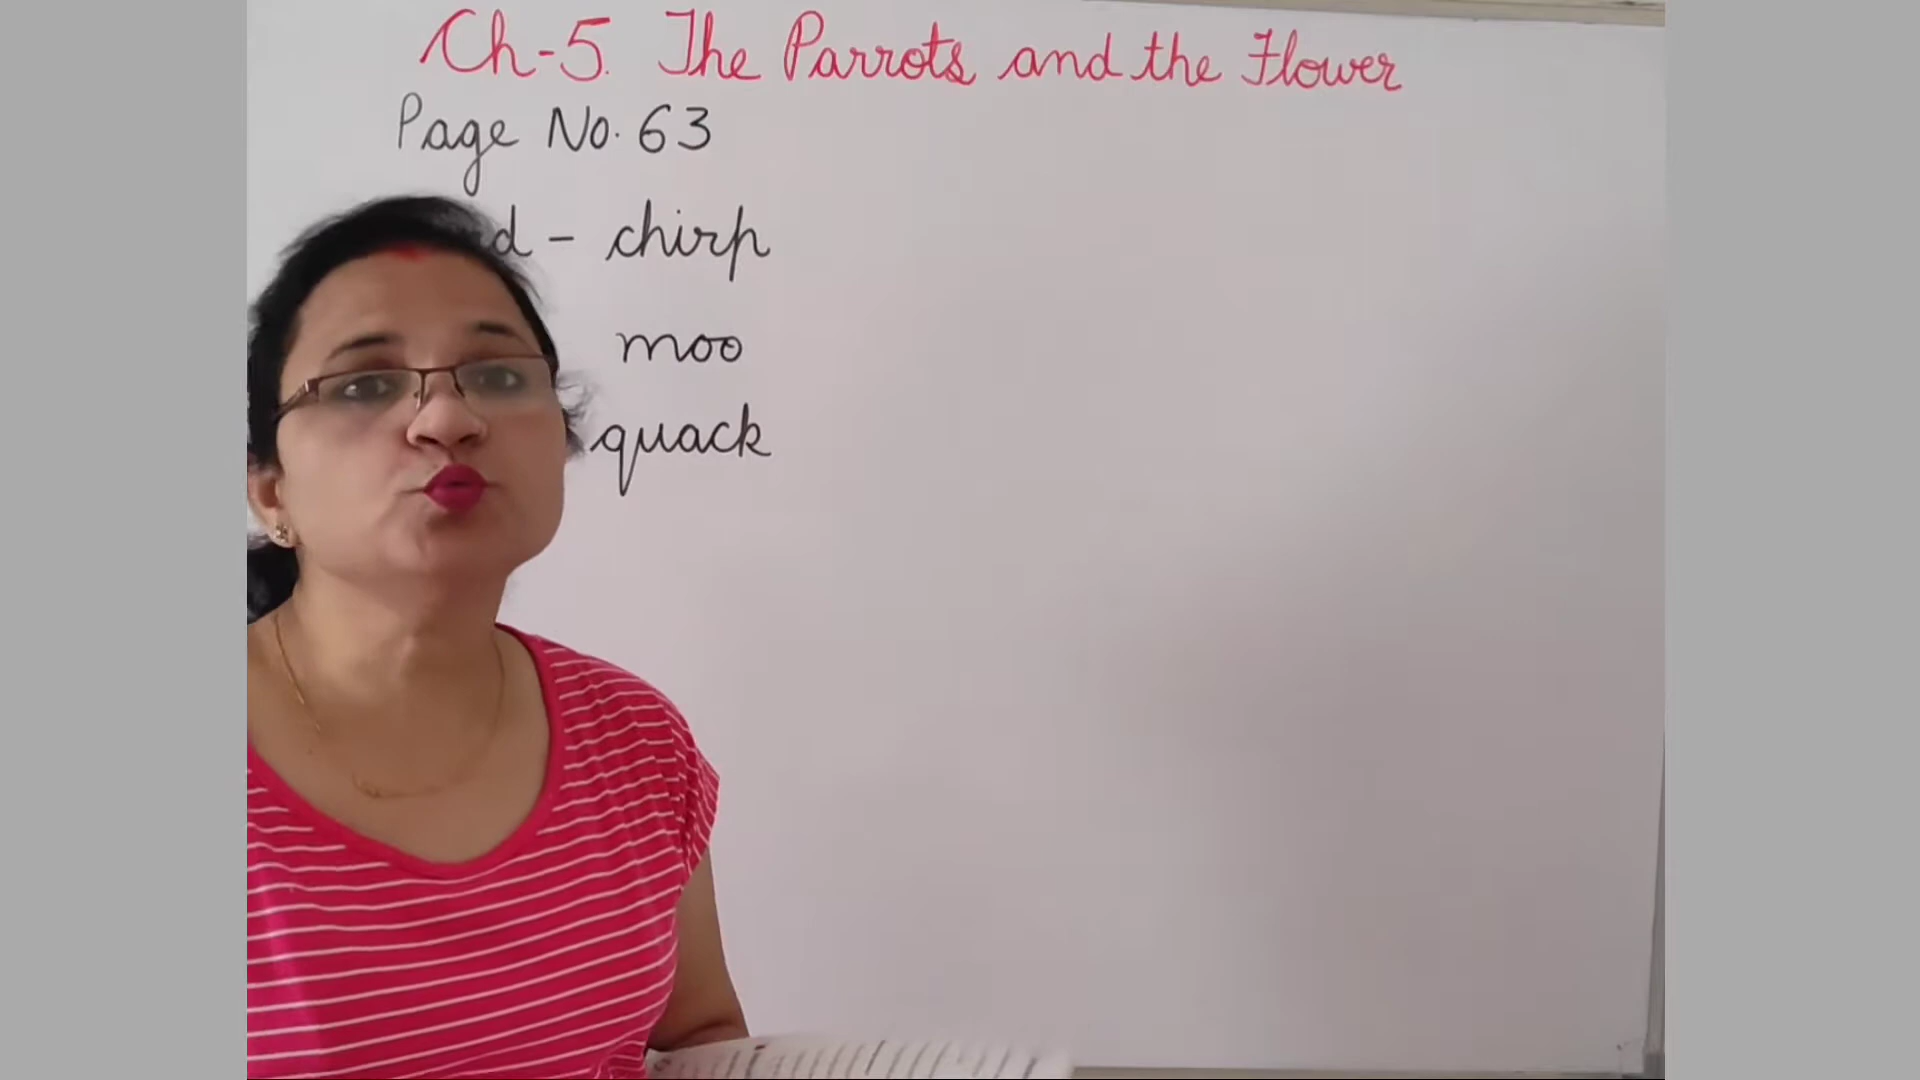 Ch-5. The Parrots and the Flower
Page No. 63
d - chirp
moo
quack